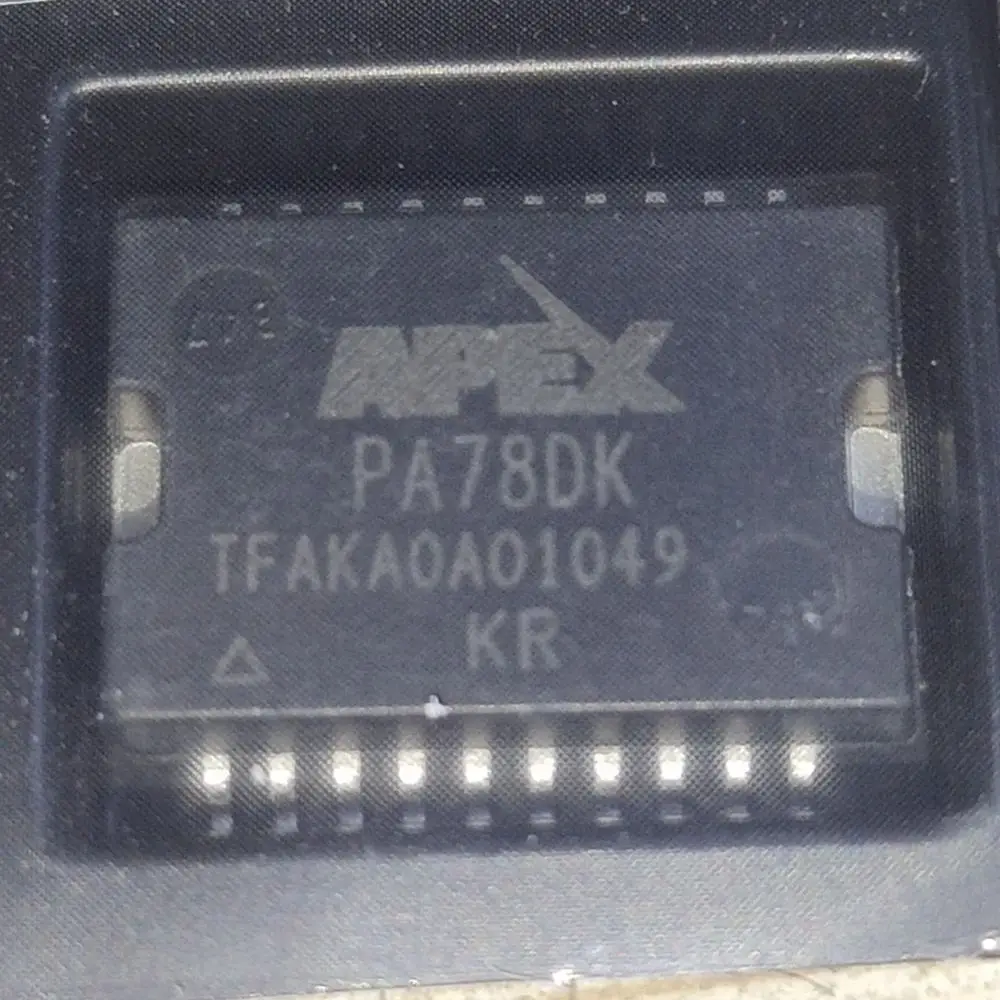 APEX
PA78DK
TFAKA0A01049
KR